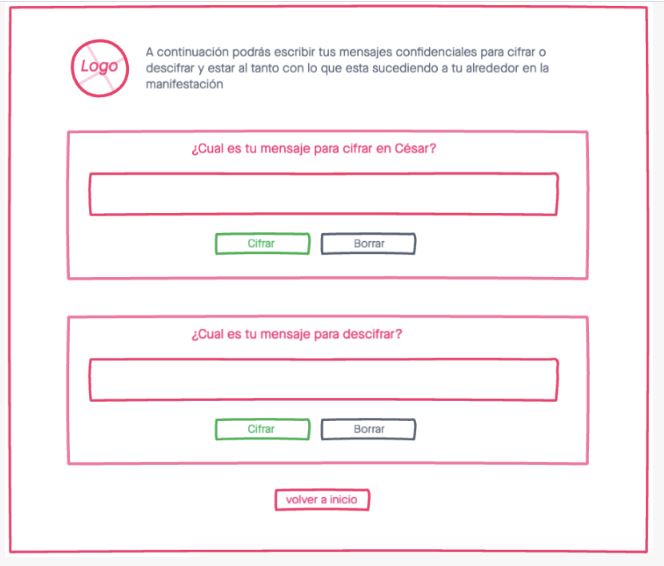 Logo
A continuación podrás escribir tus mensajes confidenciales para cifrar o
descifrar y estar al tanto con lo que esta sucediendo a tu alrededor en la
manifestación
¿Cual es tu mensaje para cifrar en César?
Cifrar
Borrar
¿Cual es tu mensaje para descifrar?
Cifrar
Borrar
volver a inicio